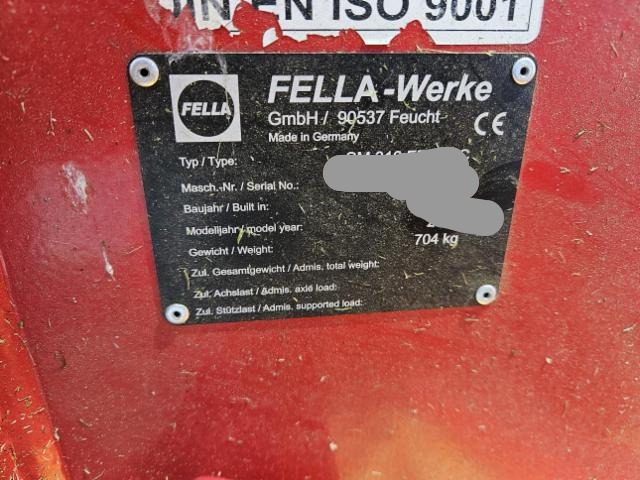 DIN EN ISO 9001
FELLA
FELLA-Werke
GmbH / 90537 Feucht
CE
Made in Germany
Typ / Type:
Masch.-Nr. / Serial No.:
Baujahr / Built in:
Modelljahr / model year:
704 kg
Gewicht / Weight:
Zul. Gesamtgewicht / Admis. total weight:
Zul. Achslast / Admis. axle load:
Zul. Stützlast / Admis. supported load: